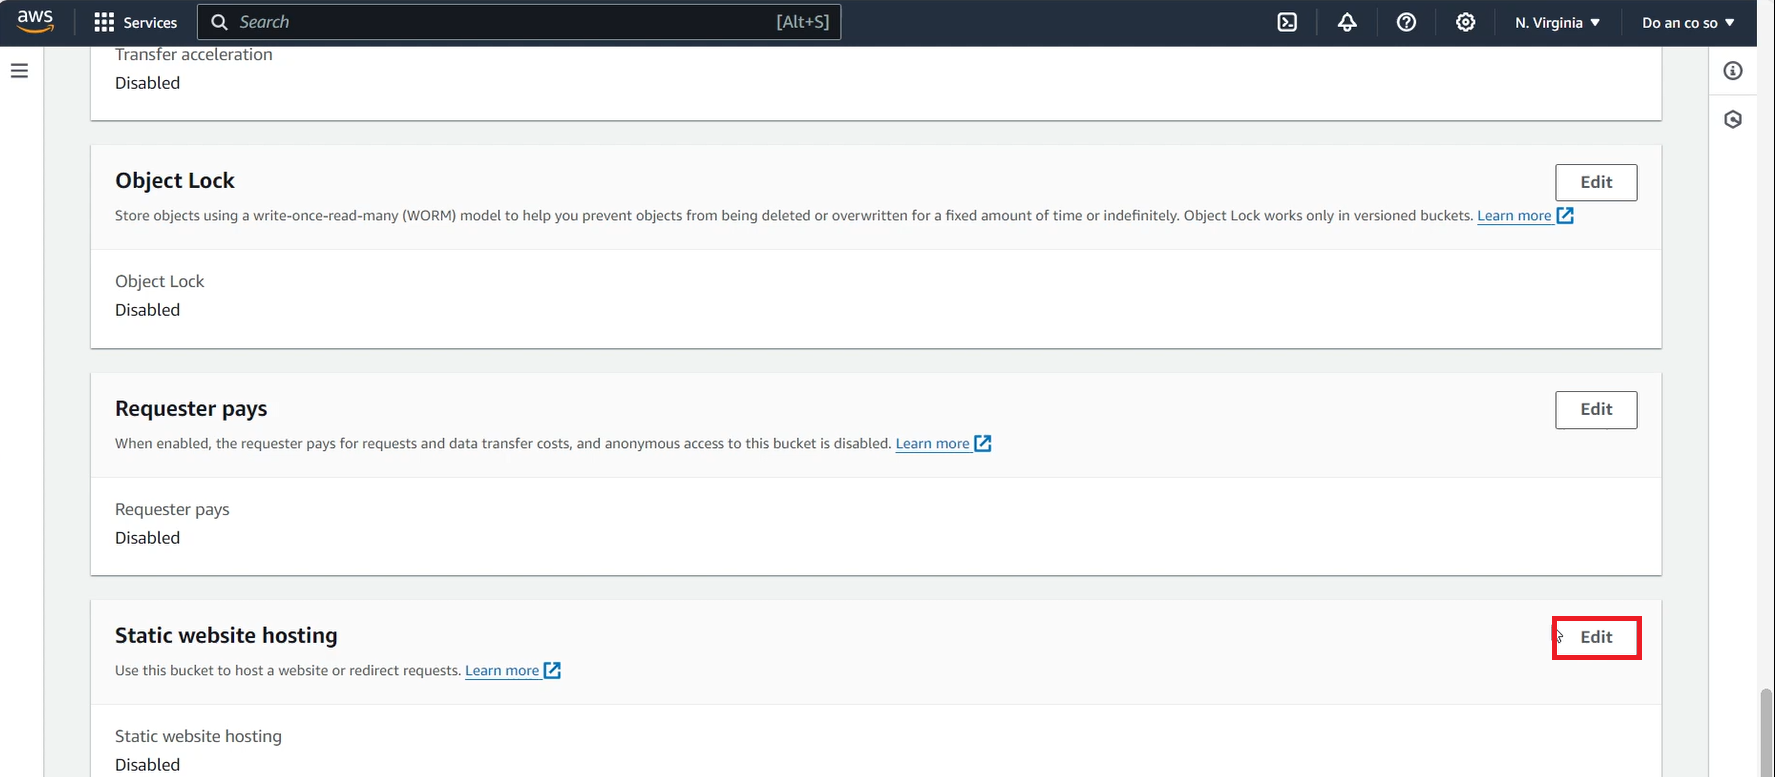 aws Services Search [Alt+S] N. Virginia Do an co so
Transfer acceleration
Disabled
Object Lock Edit
Store objects using a write-once-read-many (WORM) model to help you prevent objects from being deleted or overwritten for a fixed amount of time or indefinitely. Object Lock works only in versioned buckets. Learn more
Object Lock
Disabled
Requester pays Edit
When enabled, the requester pays for requests and data transfer costs, and anonymous access to this bucket is disabled. Learn more
Requester pays
Disabled
Static website hosting Edit
Use this bucket to host a website or redirect requests. Learn more
Static website hosting
Disabled